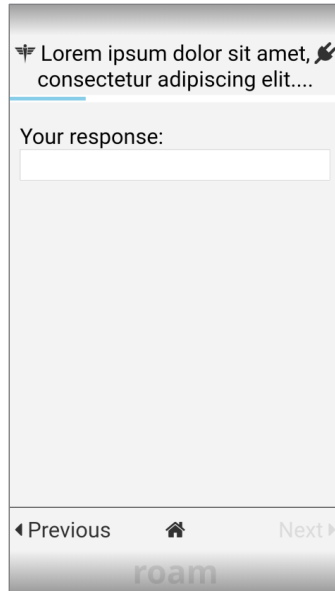 Lorem ipsum dolor sit amet,
consectetur adipiscing elit....
Your response:
Previous
Next
roam